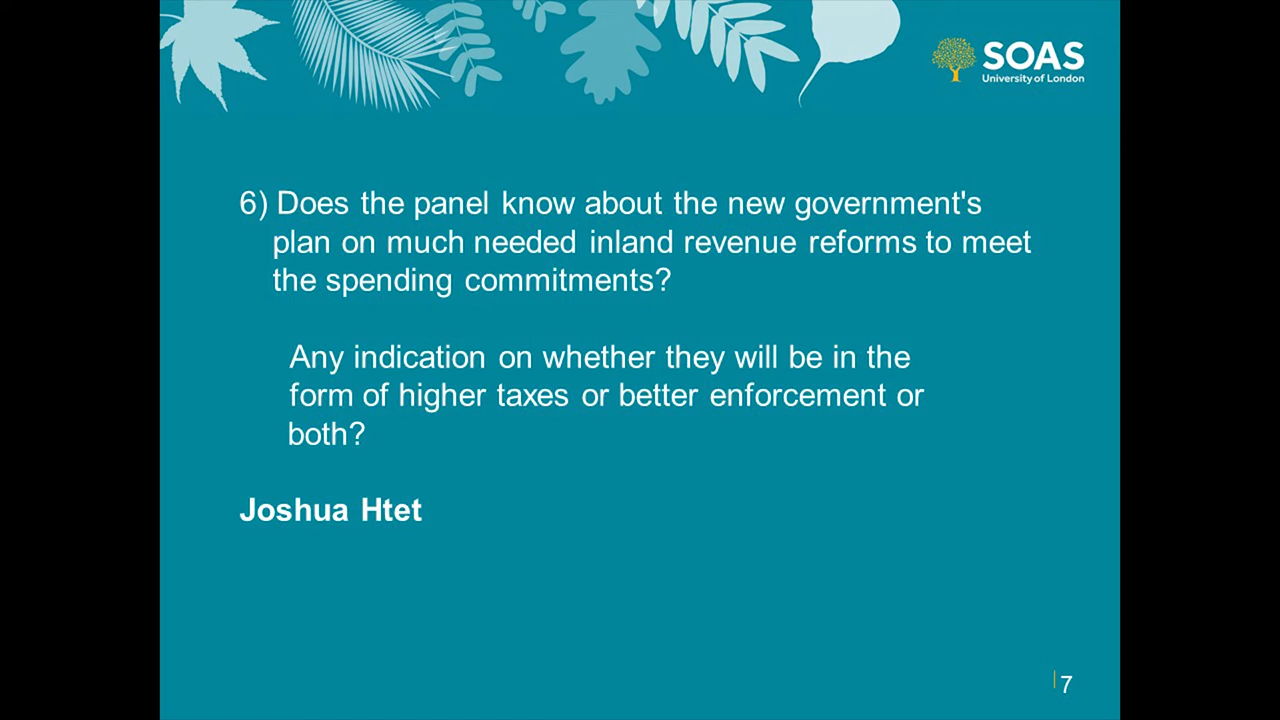 SOAS
University of London
6) Does the panel know about the new government's
plan on much needed inland revenue reforms to meet
the spending commitments?
Any indication on whether they will be in the
form of higher taxes or better enforcement or
both?
Joshua Htet
7